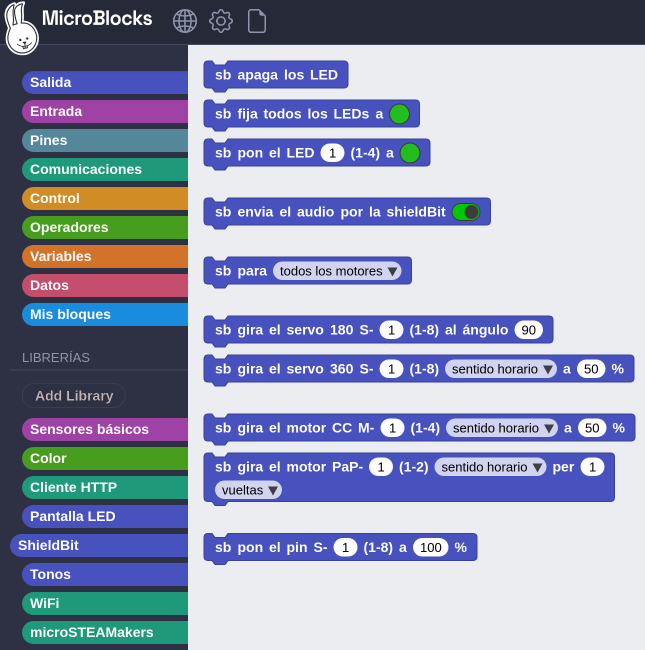 MicroBlocks
Salida
Entrada
Pines
Comunicaciones
Control
Operadores
Variables
Datos
Mis bloques
LIBRERÍAS
Add Library
Sensores básicos
Color
Cliente HTTP
Pantalla LED
ShieldBit
Tonos
WiFi
microSTEAMakers
sb apaga los LED
sb fija todos los LEDs a
sb pon el LED 1 (1-4) a
sb envia el audio por la shieldBit
sb para todos los motores
sb gira el servo 180 S- 1 (1-8) al ángulo 90
sb gira el servo 360 S- 1 (1-8) sentido horario a 50 %
sb gira el motor CC M- 1 (1-4) sentido horario a 50 %
sb gira el motor PaP- 1 (1-2) sentido horario per 1
vueltas
sb pon el pin S- 1 (1-8) a 100 %